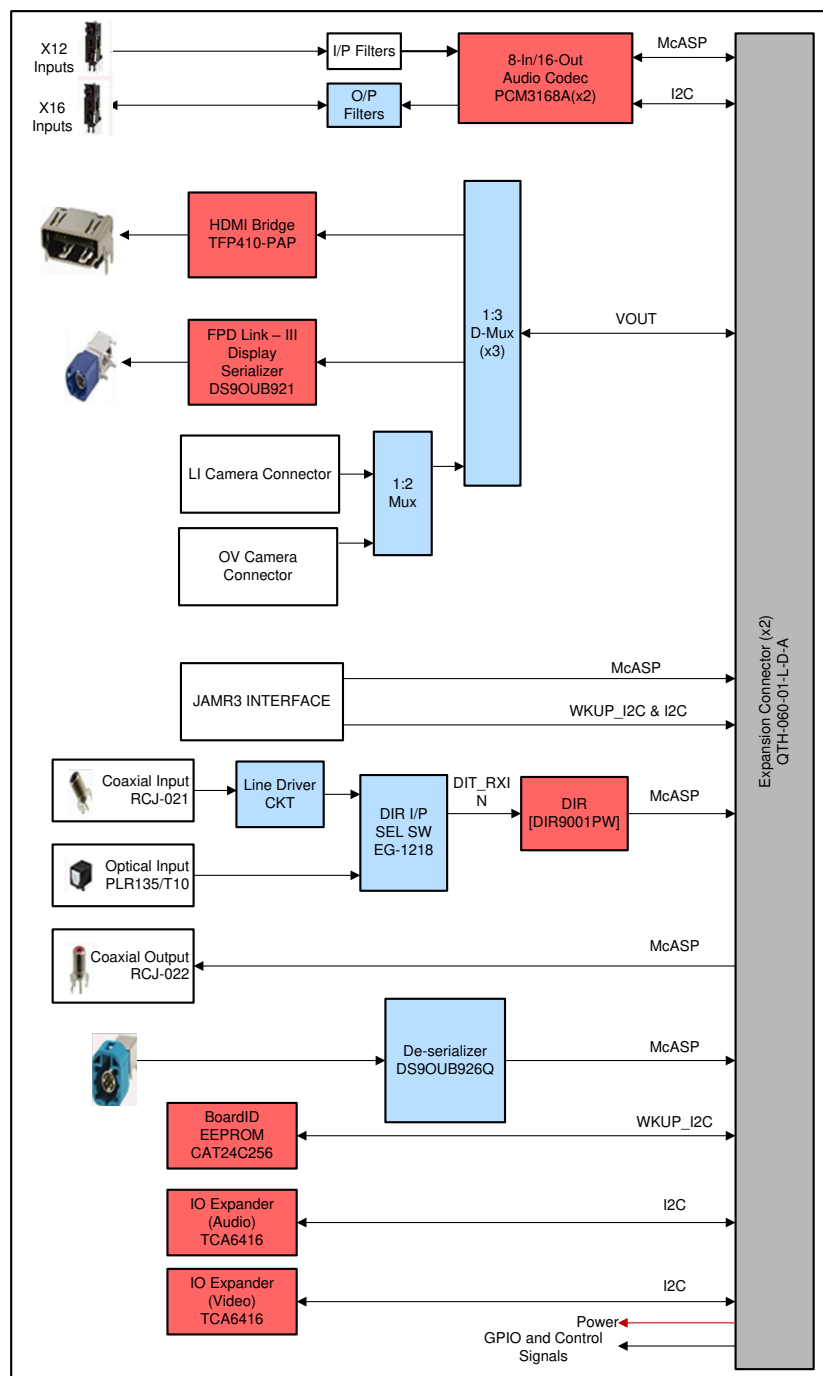 X12
Inputs
I/P Filters
8-In/16-Out
Audio Codec
PCM3168A(x2)
McASP
I2C
X16
Inputs
O/P
Filters
HDMI Bridge
TFP410-PAP
1:3
D-Mux
(x3)
VOUT
FPD Link – III
Display
Serializer
DS9OUB921
LI Camera Connector
1:2
Mux
OV Camera
Connector
Expansion Connector (x2)
QTH-060-01-L-D-A
JAMR3 INTERFACE
McASP
WKUP_I2C & I2C
Coaxial Input
RCJ-021
Line Driver
CKT
DIR I/P
SEL SW
EG-1218
DIT_RXI
N
DIR
[DIR9001PW]
McASP
Optical Input
PLR135/T10
Coaxial Output
RCJ-022
McASP
De-serializer
DS9OUB926Q
McASP
BoardID
EEPROM
CAT24C256
WKUP_I2C
IO Expander
(Audio)
TCA6416
I2C
IO Expander
(Video)
TCA6416
I2C
Power
GPIO and Control
Signals